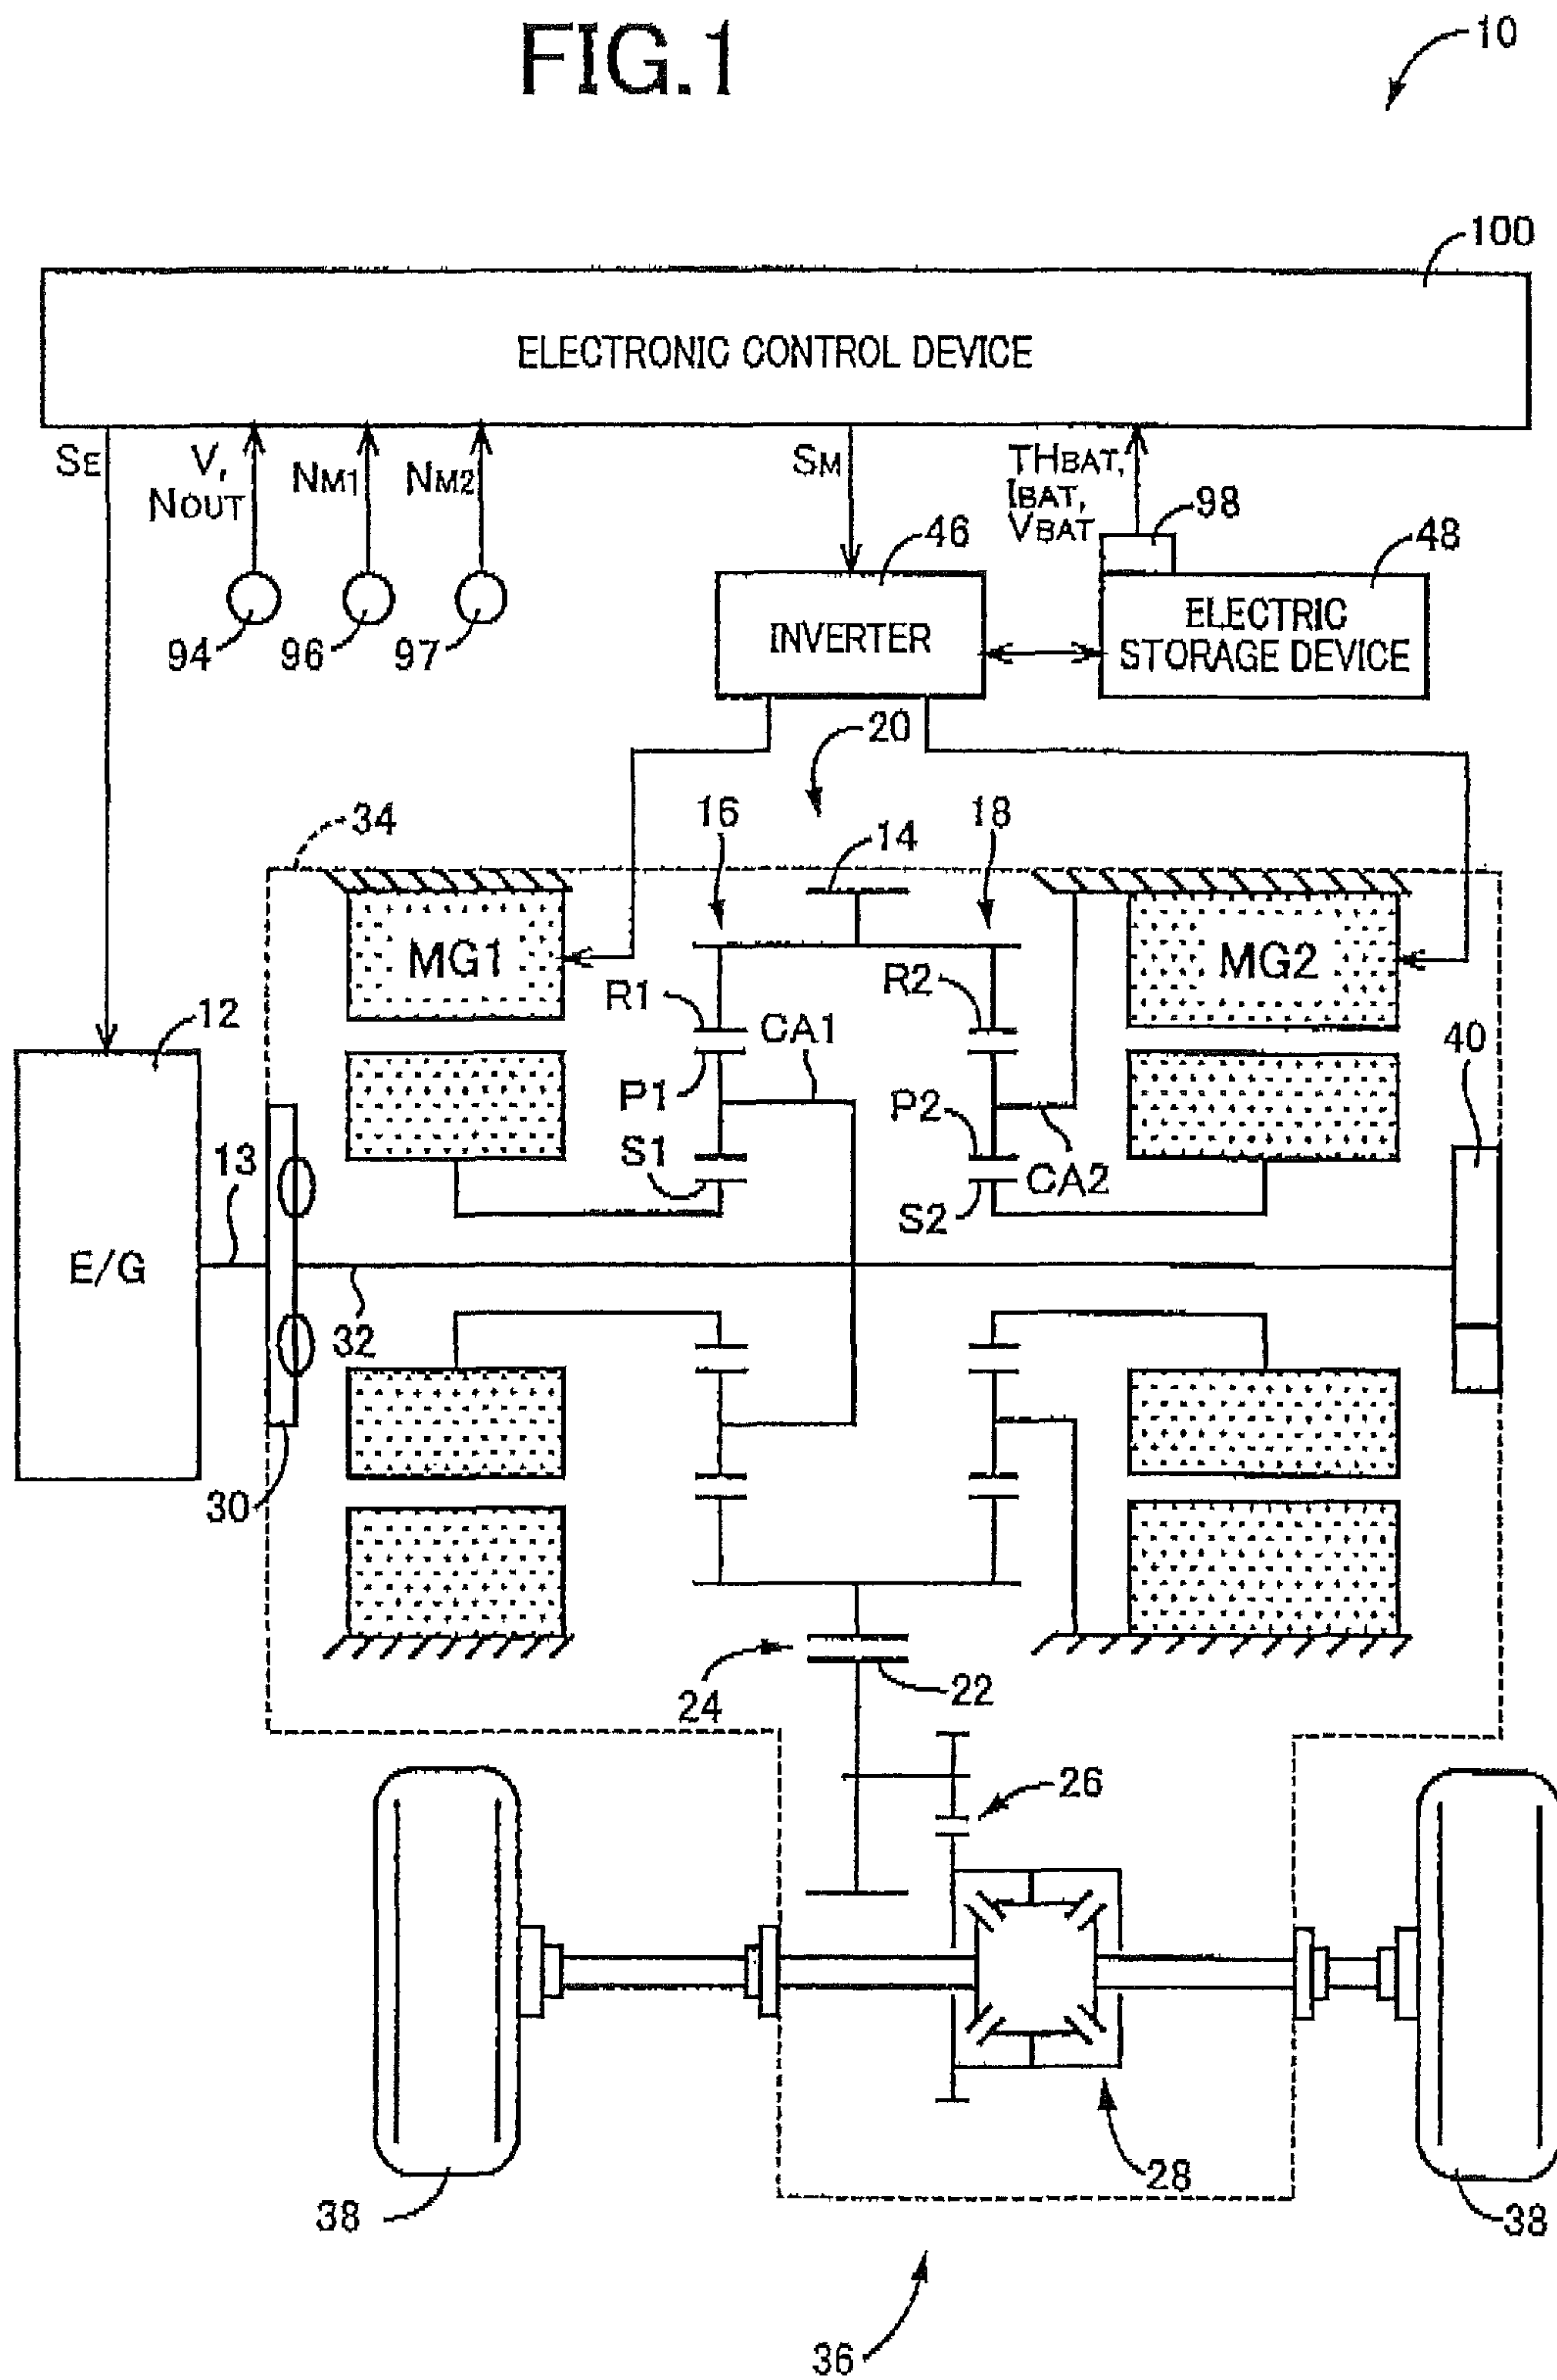 FIG.1
10
100
ELECTRONIC CONTROL DEVICE
SE
V,
NOUT
NM1
NM2
SM
THBAT,
IBAT,
VBAT
98
46
48
94
96
97
INVERTER
ELECTRIC
STORAGE DEVICE
20
34
16
14
18
MG1
MG2
R1
R2
12
CA1
40
P1
P2
S1
CA2
13
S2
E/G
32
30
24
22
26
28
38
38
36